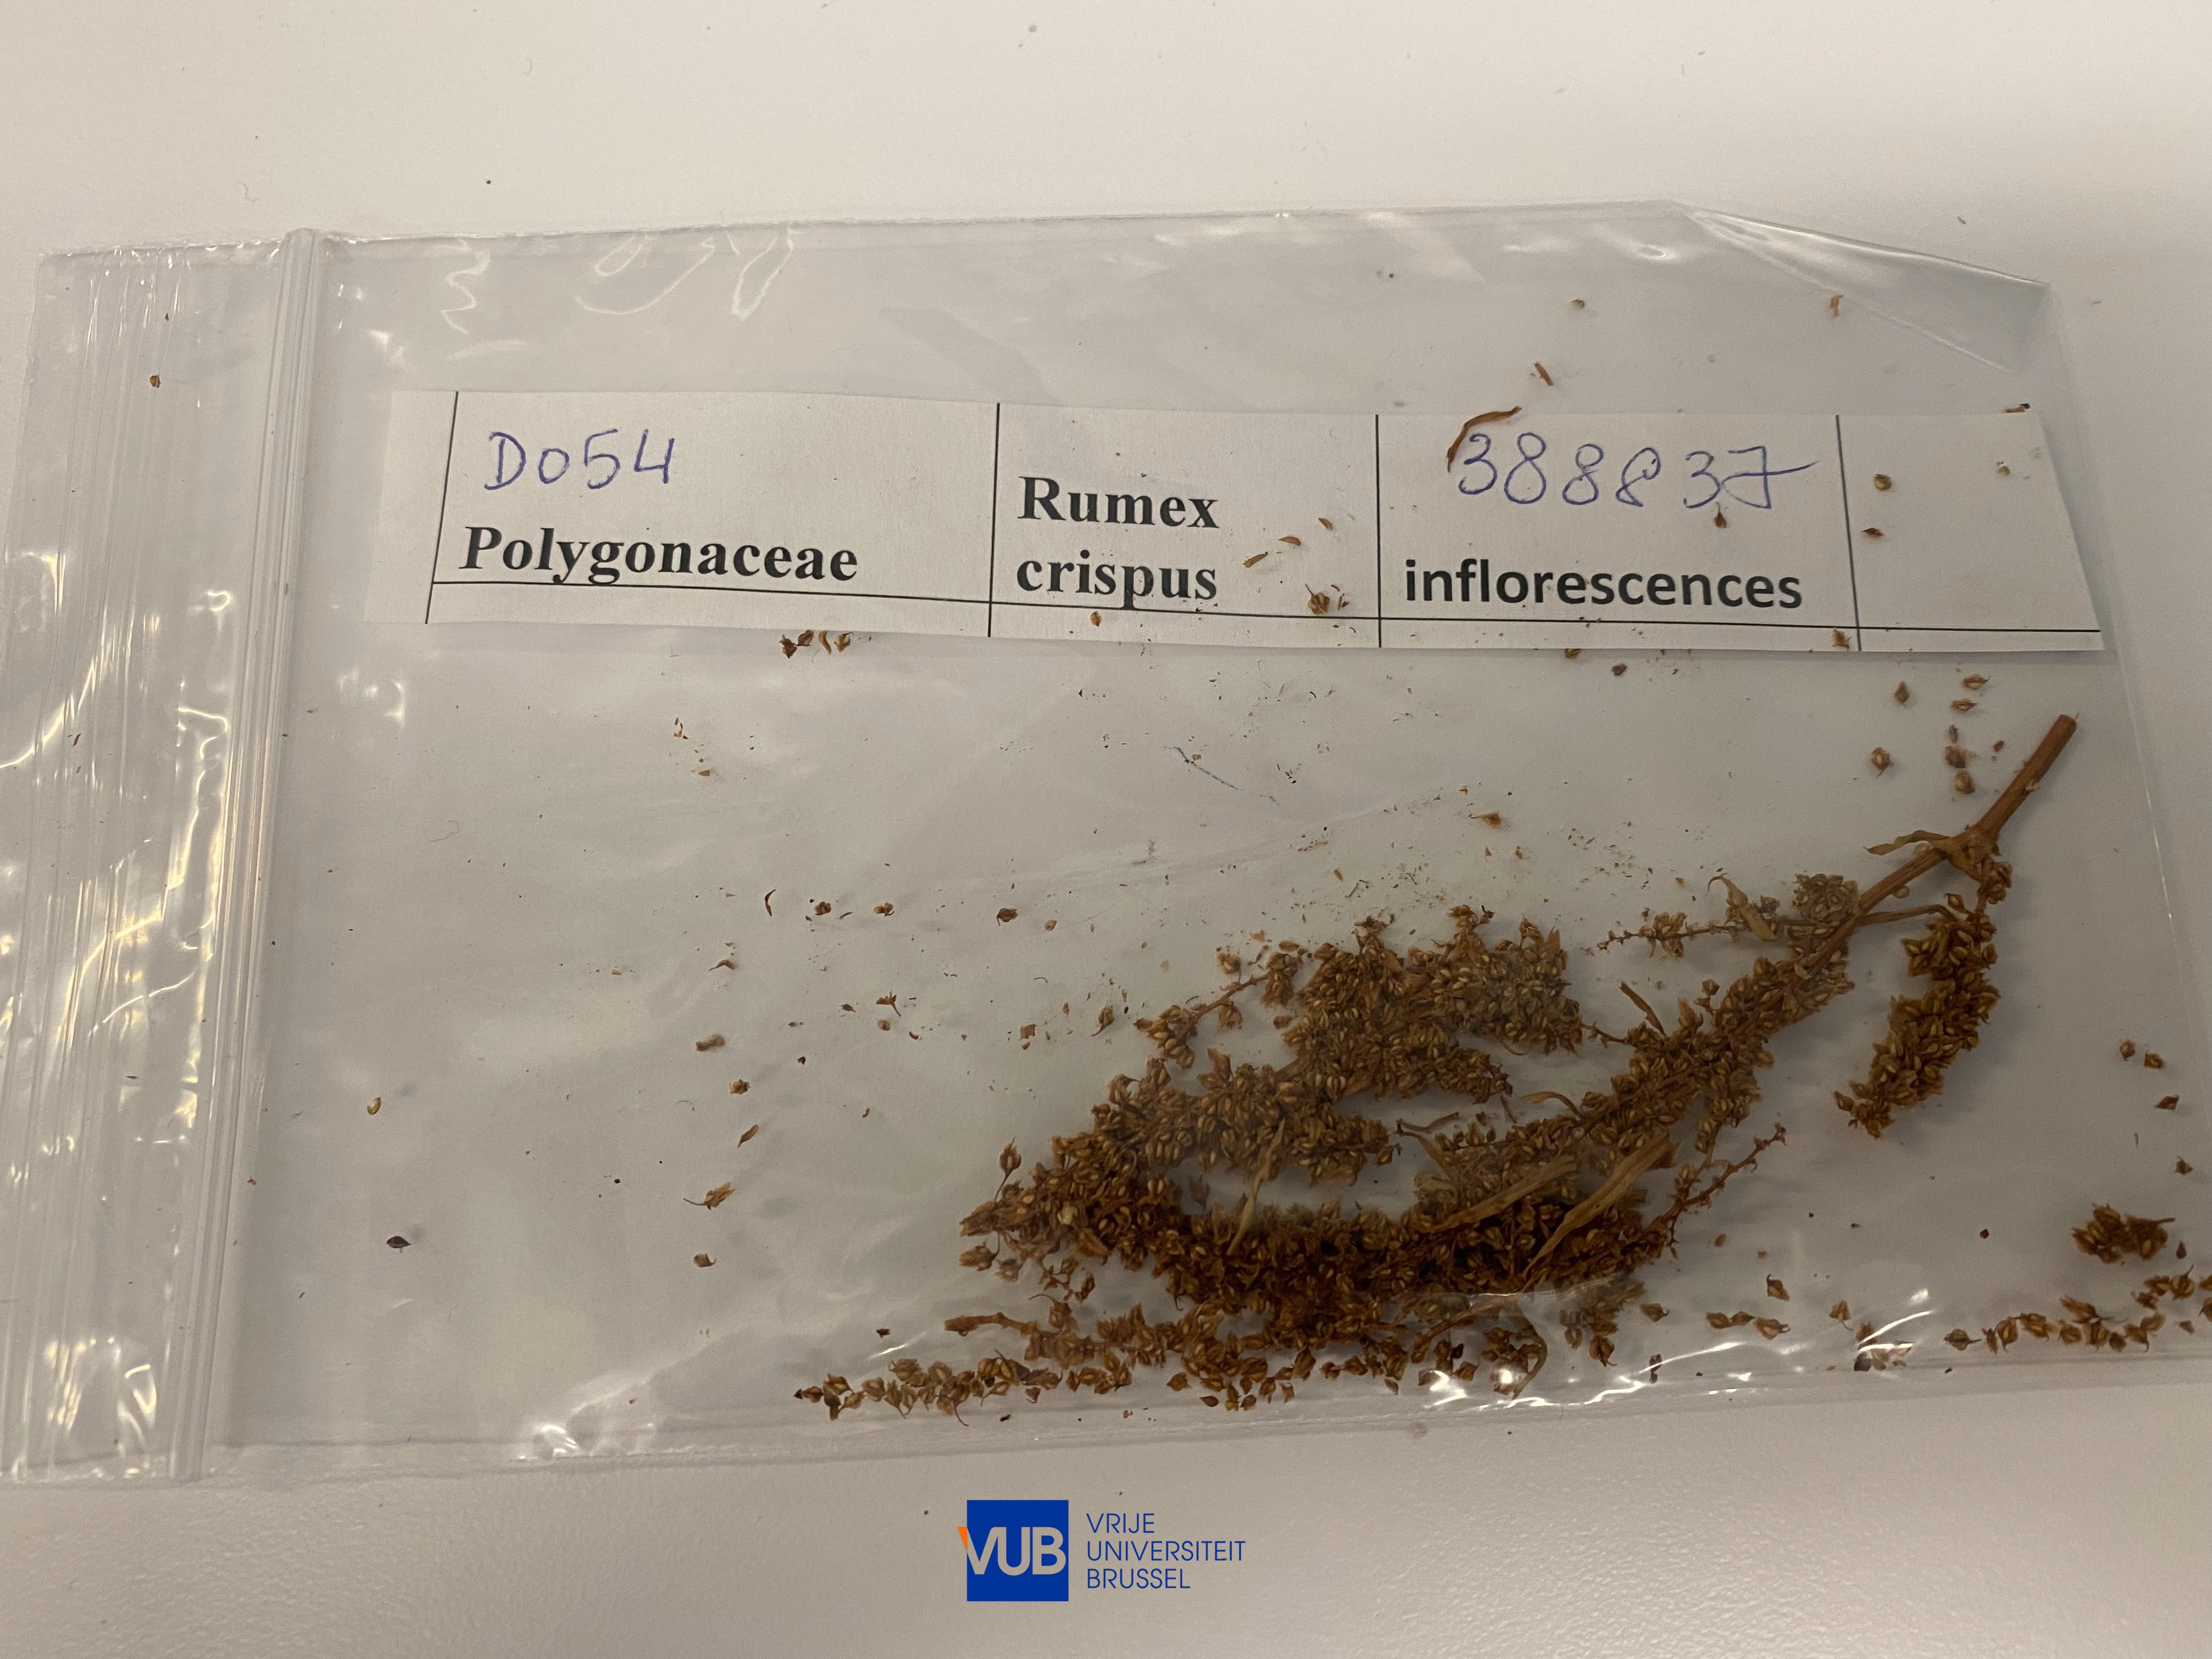 D054
Polygonaceae
Rumex
crispus
388837
inflorescences
VUB
VRIJE
UNIVERSITEIT
BRUSSEL